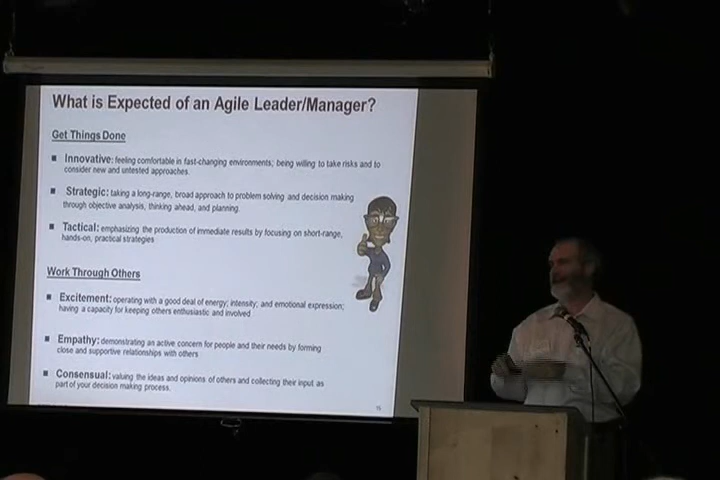 What is Expected of an Agile Leader/Manager?
Get Things Done
■ Innovative: feeling comfortable in fast-changing environments; being willing to take risks and to
consider new and untested approaches.
■ Strategic: taking a long-range, broad approach to problem solving and decision making
through objective analysis, thinking ahead, and planning.
■ Tactical: emphasizing the production of immediate results by focusing on short-range,
hands-on, practical strategies
Work Through Others
■ Excitement: operating with a good deal of energy, intensity, and emotional expression;
having a capacity for keeping others enthusiastic and involved
■ Empathy: demonstrating an active concern for people and their needs by forming
close and supportive relationships with others
■ Consensual: valuing the ideas and opinions of others and collecting their input as
part of your decision making process.